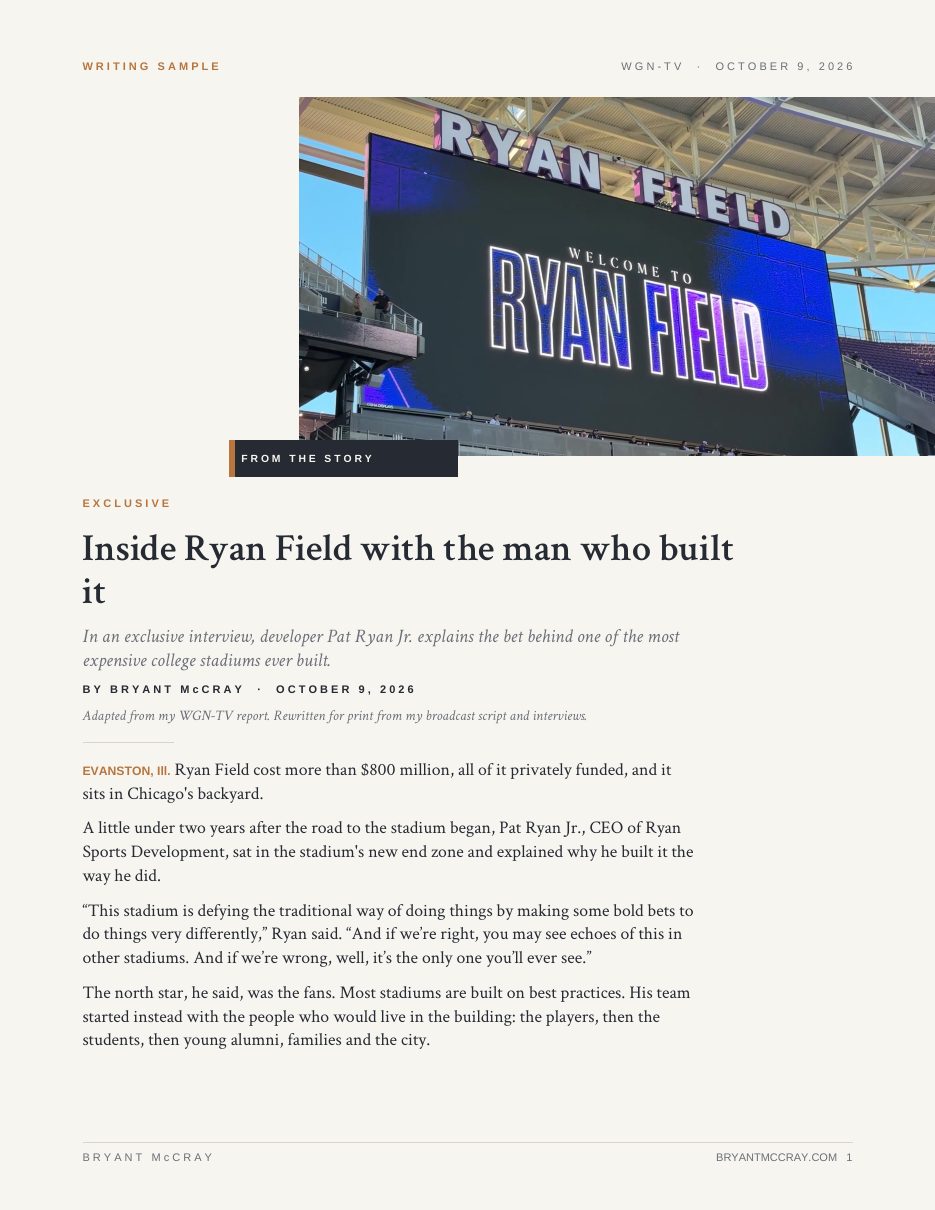 WRITING SAMPLE
WGN-TV · OCTOBER 9, 2026
RYAN FIELD
WELCOME TO
RYAN FIELD
FROM THE STORY
EXCLUSIVE
Inside Ryan Field with the man who built
it
In an exclusive interview, developer Pat Ryan Jr. explains the bet behind one of the most
expensive college stadiums ever built.
BY BRYANT McCRAY · OCTOBER 9, 2026
Adapted from my WGN-TV report. Rewritten for print from my broadcast script and interviews.
EVANSTON, Ill. Ryan Field cost more than $800 million, all of it privately funded, and it
sits in Chicago's backyard.
A little under two years after the road to the stadium began, Pat Ryan Jr., CEO of Ryan
Sports Development, sat in the stadium's new end zone and explained why he built it the
way he did.
“This stadium is defying the traditional way of doing things by making some bold bets to
do things very differently,” Ryan said. “And if we’re right, you may see echoes of this in
other stadiums. And if we’re wrong, well, it’s the only one you’ll ever see.”
The north star, he said, was the fans. Most stadiums are built on best practices. His team
started instead with the people who would live in the building: the players, then the
students, then young alumni, families and the city.
BRYANT McCRAY
BRYANTMCCRAY.COM 1